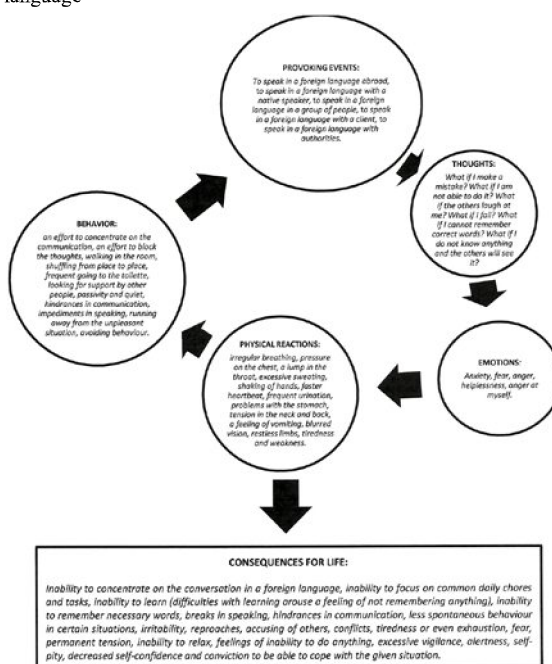 language
PROVOKING EVENTS:
To speak in a foreign language abroad,
to speak in a foreign language with a
native speaker, to speak in a foreign
language in a group of people, to speak
in a foreign language with a client, to
speak in a foreign language with
authorities.
THOUGHTS:
What if I make a
mistake? What if I am
not able to do it? What
if the others laugh at
me? What if I fail? What
if I cannot remember
correct words? What if I
do not know anything
and the others will see
it?
EMOTIONS:
Anxiety, fear, anger,
helplessness, anger at
myself.
PHYSICAL REACTIONS:
irregular breathing, pressure
on the chest, a lump in the
throat, excessive sweating,
shaking of hands, faster
heartbeat, frequent urination,
problems with the stomach,
tension in the neck and back,
a feeling of vomiting, blurred
vision, restless limbs, tiredness
and weakness.
BEHAVIOR:
an effort to concentrate on the
communication, an effort to block
the thoughts, walking in the room,
shuffling from place to place,
frequent going to the toilette,
looking for support by other
people, passivity and quiet,
hindrances in communication,
impediments in speaking, running
away from the unpleasant
situation, avoiding behaviour.
CONSEQUENCES FOR LIFE:
Inability to concentrate on the conversation in a foreign language, inability to focus on common daily chores
and tasks, inability to learn (difficulties with learning arouse a feeling of not remembering anything), inability
to remember necessary words, breaks in speaking, hindrances in communication, less spontaneous behaviour
in certain situations, irritability, reproaches, accusing of others, conflicts, tiredness or even exhaustion, fear,
permanent tension, inability to relax, feelings of inability to do anything, excessive vigilance, alertness, self-
pity, decreased self-confidence and conviction to be able to cope with the given situation.